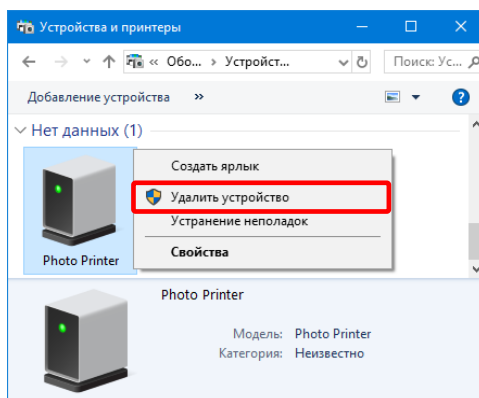 Устройства и принтеры
« Обо... › Устройст...
Поиск: Ус...
Добавление устройства »
?
Нет данных (1)
Создать ярлык
Удалить устройство
Устранение неполадок
Свойства
Photo Printer
Photo Printer
Модель: Photo Printer
Категория: Неизвестно